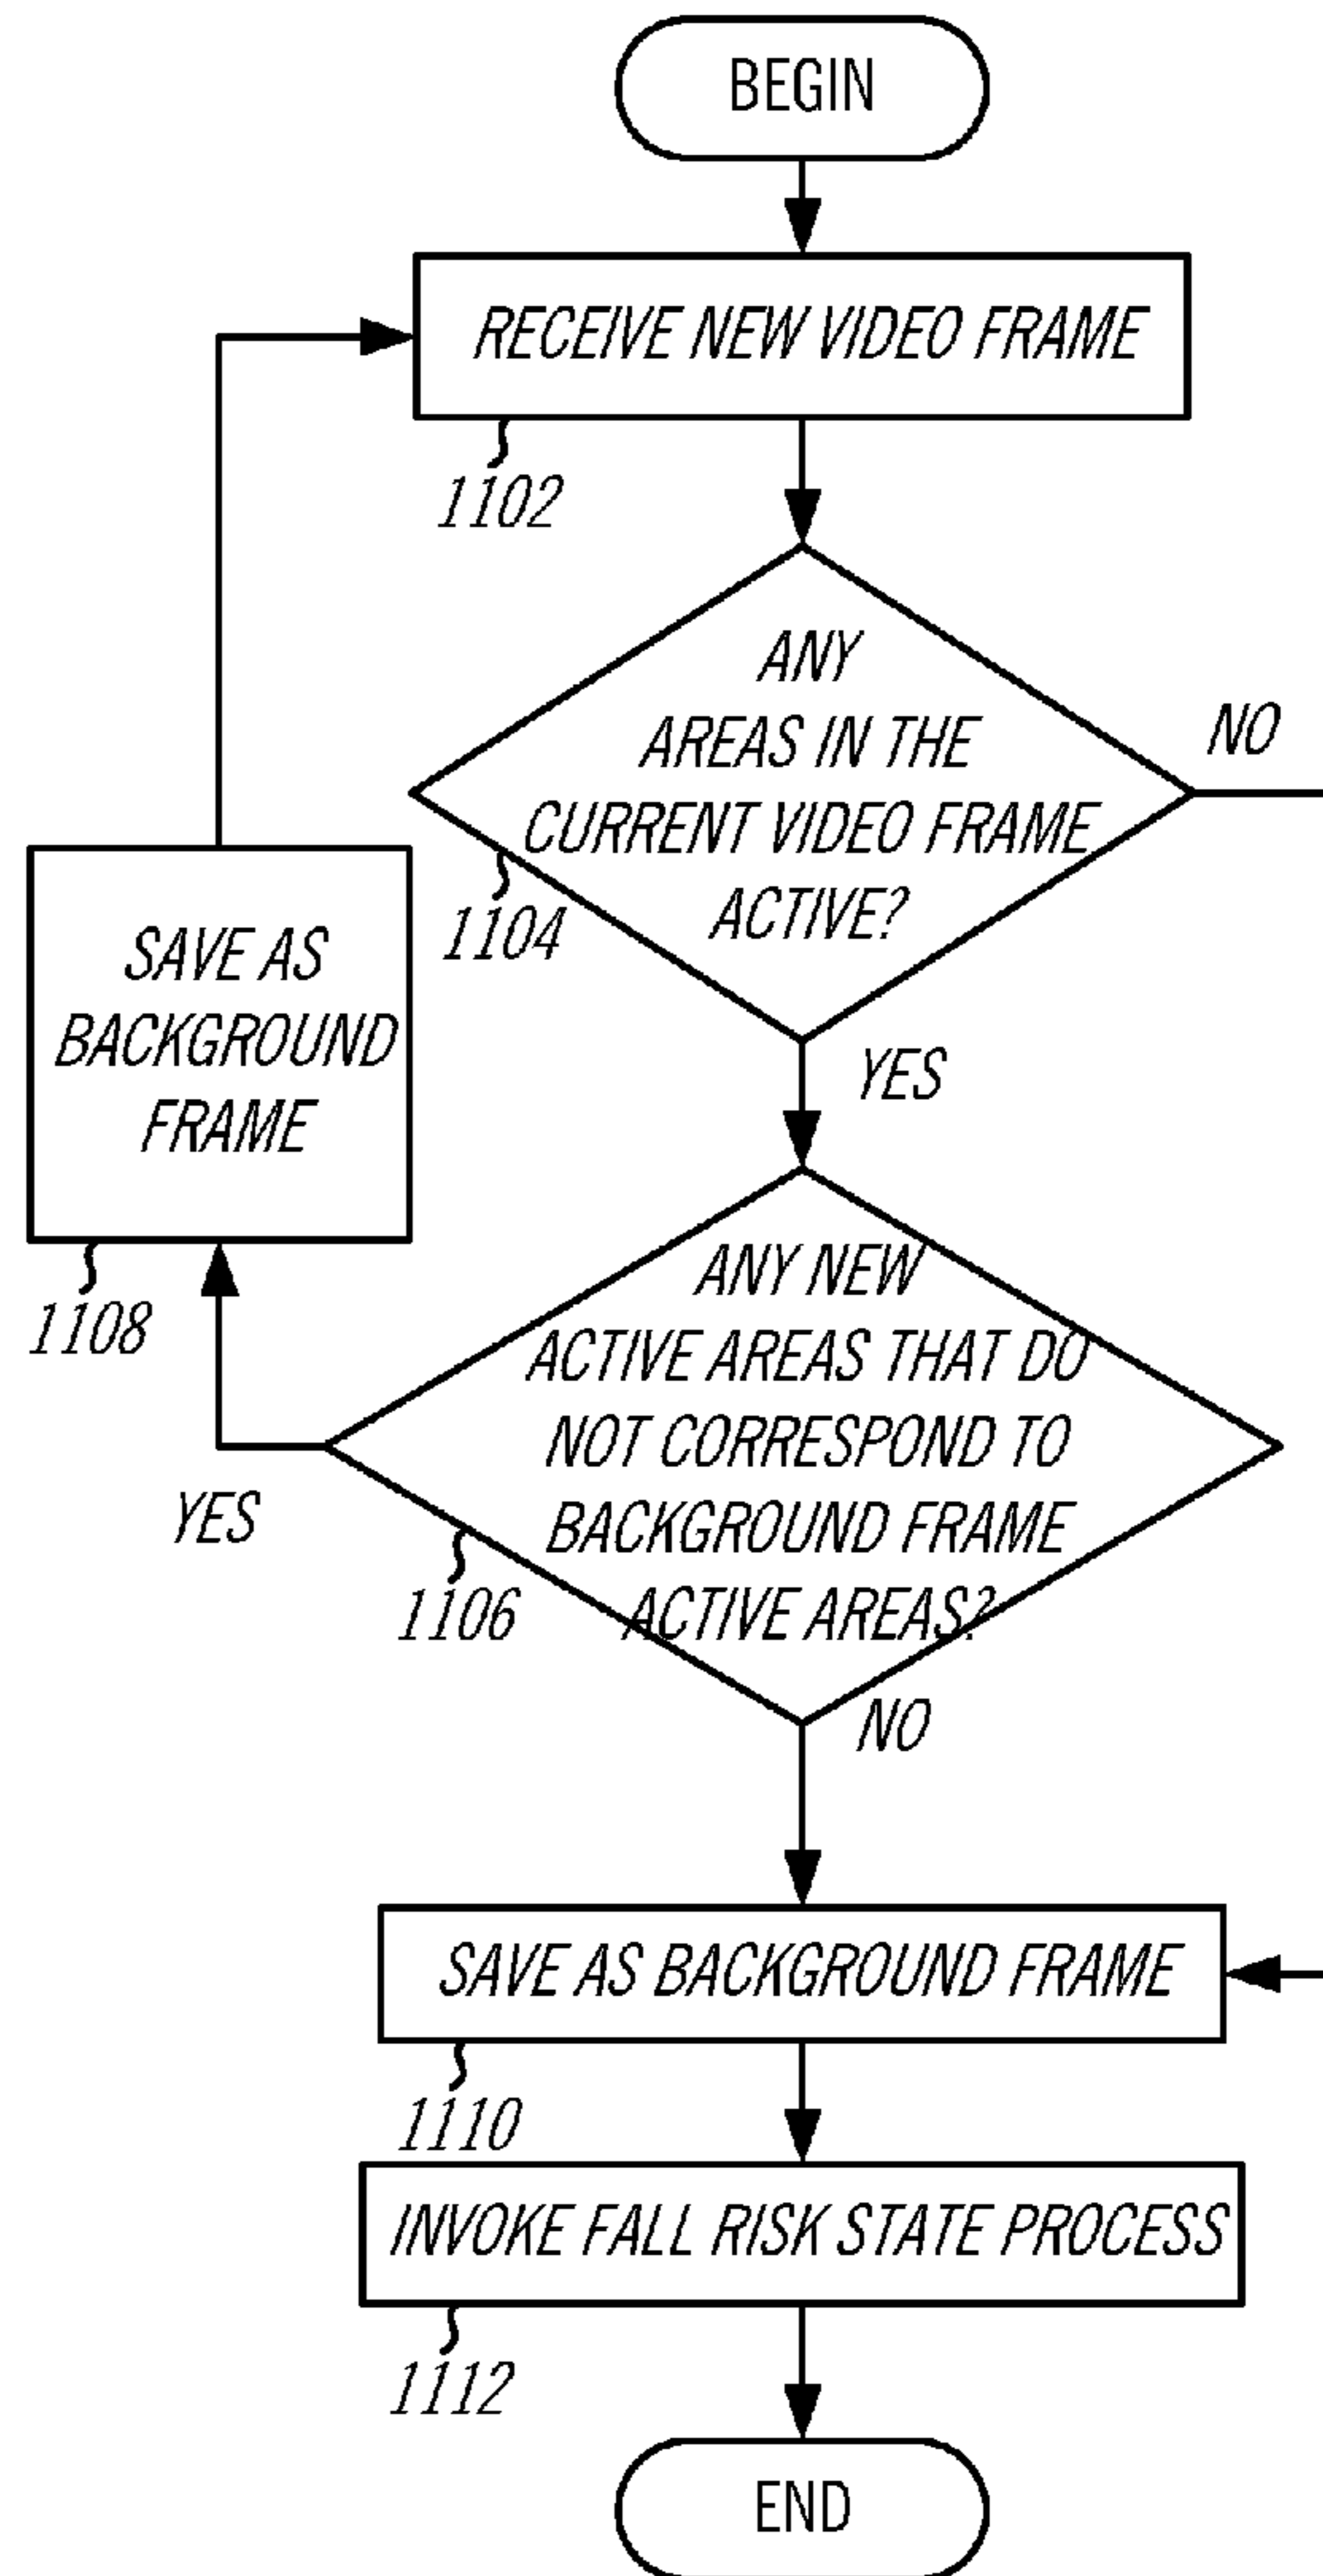 BEGIN
RECEIVE NEW VIDEO FRAME
1102
ANY
AREAS IN THE
CURRENT VIDEO FRAME
ACTIVE?
NO
1104
YES
SAVE AS
BACKGROUND
FRAME
1108
ANY NEW
ACTIVE AREAS THAT DO
NOT CORRESPOND TO
BACKGROUND FRAME
ACTIVE AREAS?
YES
1106
NO
SAVE AS BACKGROUND FRAME
1110
INVOKE FALL RISK STATE PROCESS
1112
END